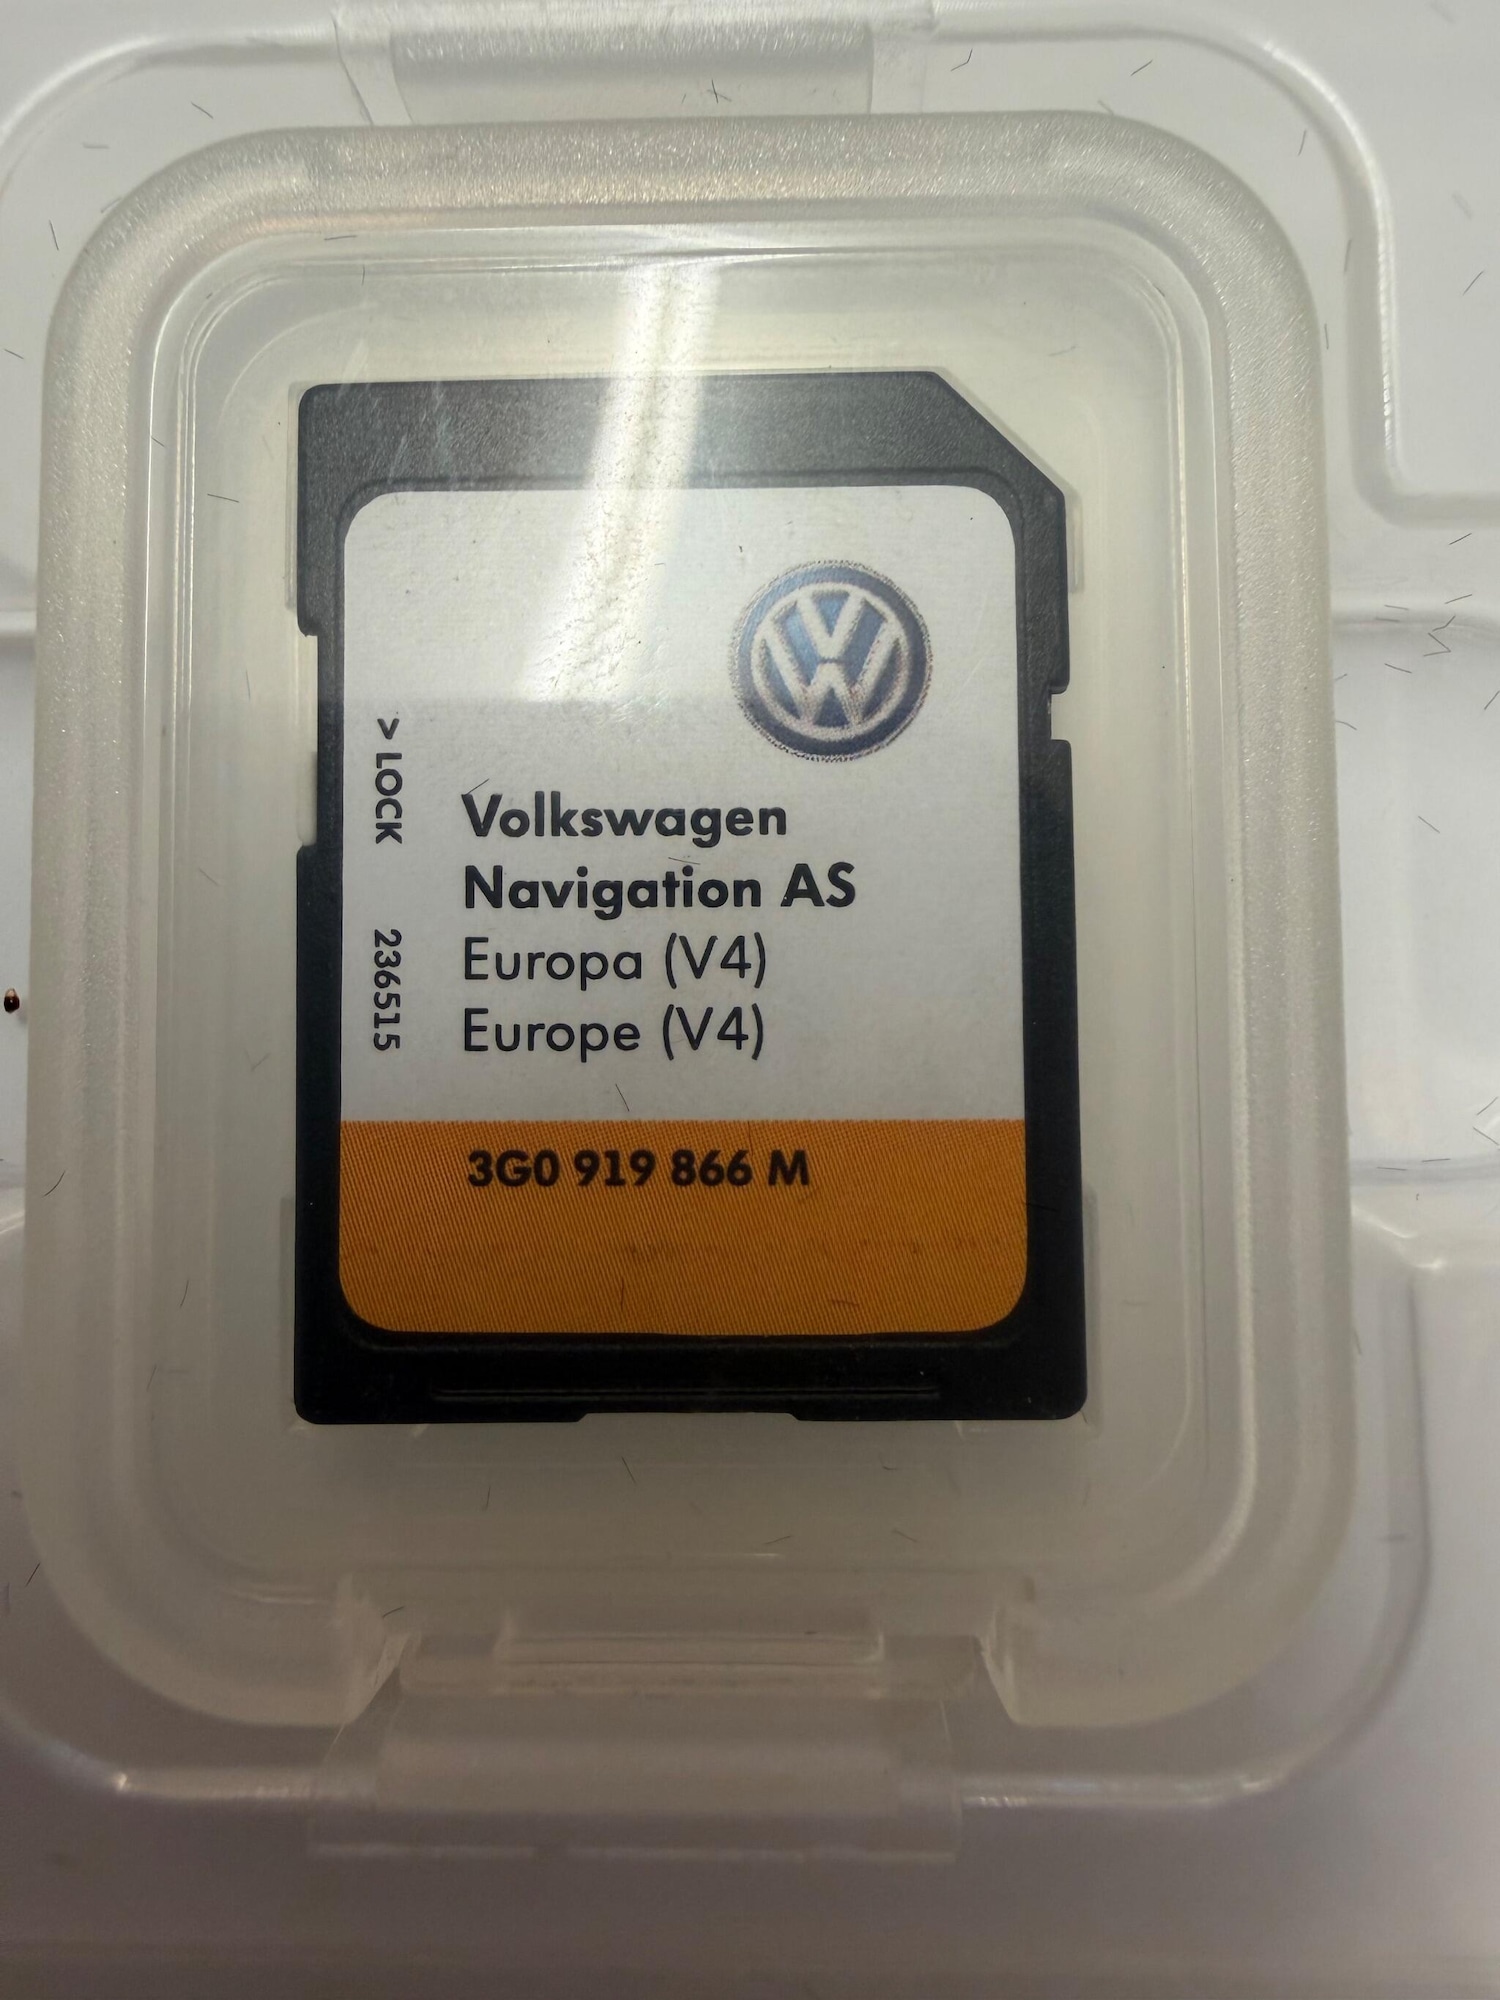 > LOCK
236515
Volkswagen
Navigation AS
Europa (V4)
Europe (V4)
3G0 919 866 M